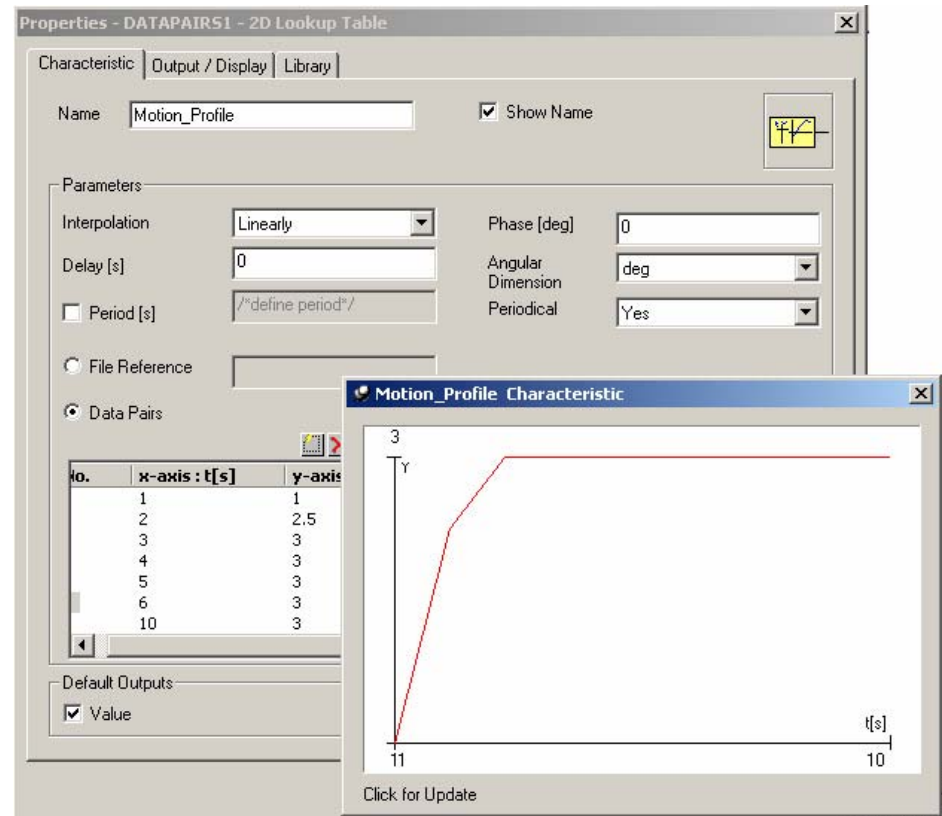 Properties - DATAPAIRS1 - 2D Lookup Table
Characteristic Output / Display Library
Name Motion_Profile Show Name
Parameters
Interpolation Linearly Phase [deg] 0
Delay [s] 0 Angular Dimension deg
Period [s] /*define period*/ Periodical Yes
File Reference
Data Pairs
x-axis : t[s]
1 1
2 2.5
3 3
4 3
5 3
6 3
10 3
Default Outputs
Value
Motion_Profile Characteristic
3
Y
t[s]
11 10
Click for Update